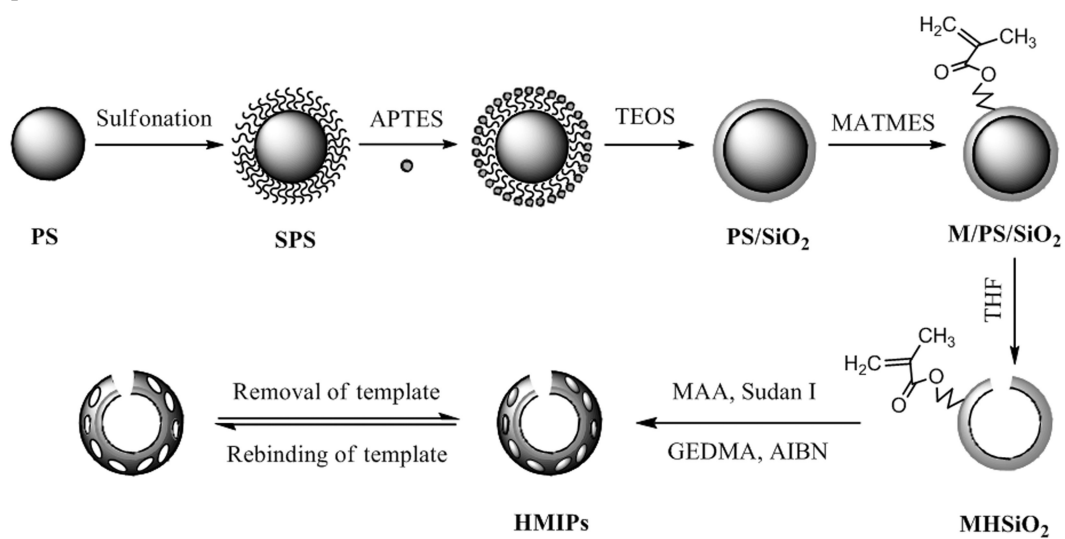 H₂C
CH₃
O
O
Sulfonation
APTES
TEOS
MATMES
PS
SPS
PS/SiO₂
M/PS/SiO₂
THF
CH₃
H₂C
O
O
Removal of template
MAA, Sudan I
Rebinding of template
GEDMA, AIBN
HMIPs
MHSiO₂